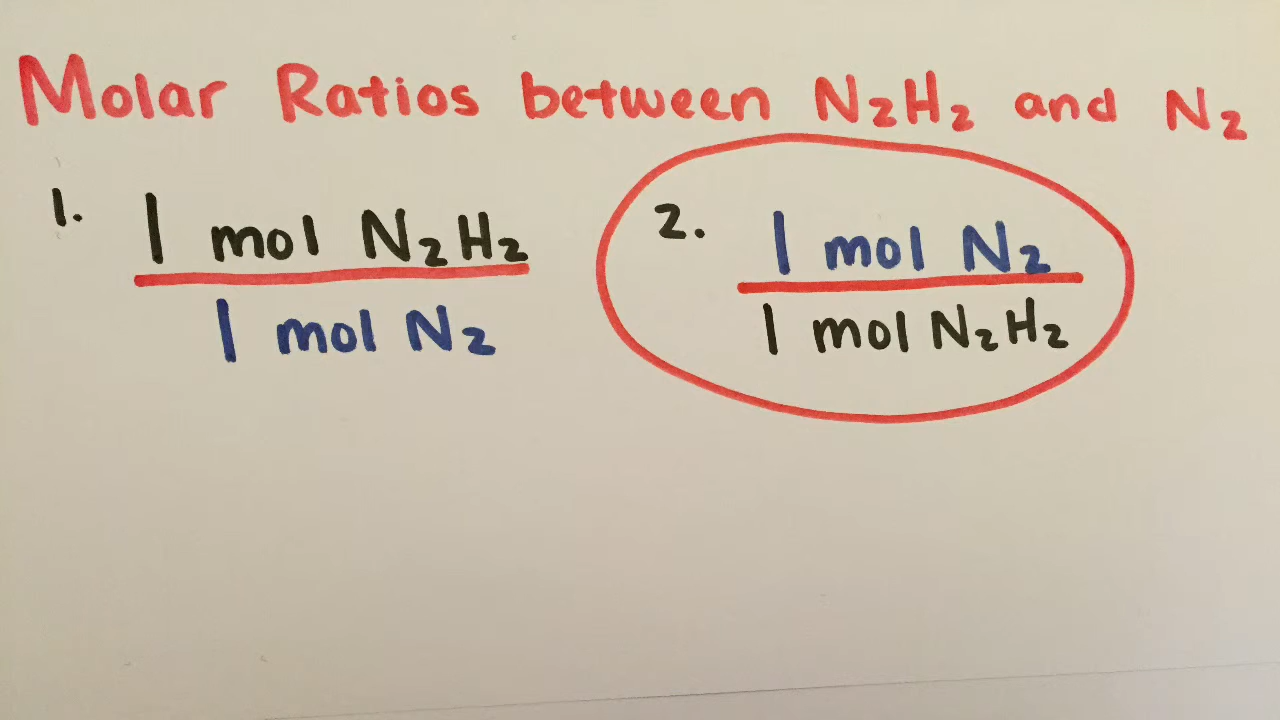 Molar Ratios between N₂H₂ and N₂
1. 1 mol N₂H₂
1 mol N₂
2. 1 mol N₂
1 mol N₂H₂